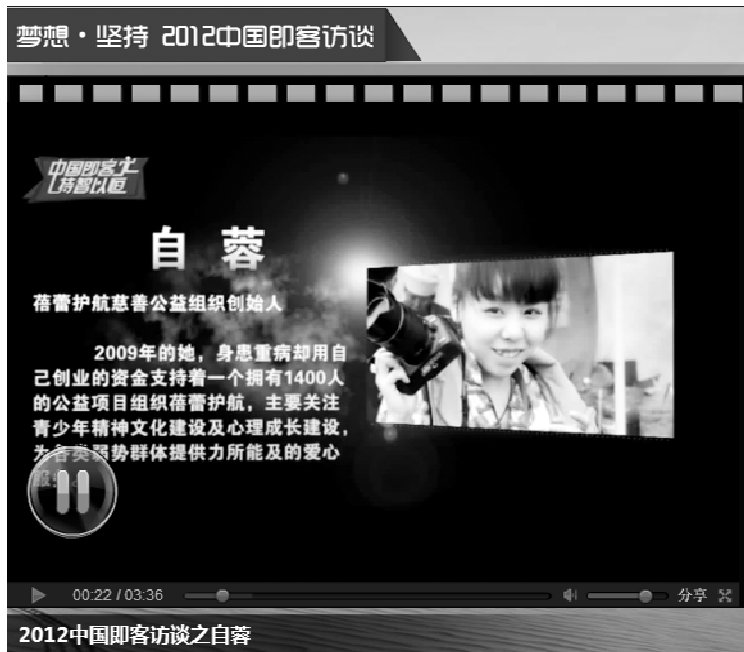 梦想·坚持 2012中国即客访谈
中国即客
持智以恒
自 蓉
蓓蕾护航慈善公益组织创始人
2009年的她，身患重病却用自
己创业的资金支持着一个拥有1400人
的公益项目组织蓓蕾护航，主要关注
青少年精神文化建设及心理成长建设，
为各类弱势群体提供力所能及的爱心
00:22 / 03:36
分享
2012中国即客访谈之自蓉